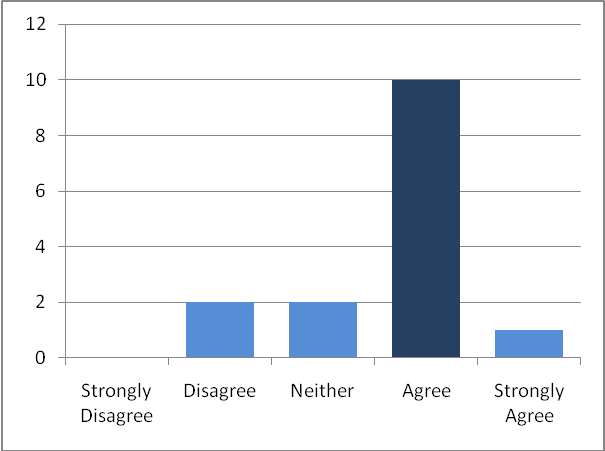 12
10
8
6
4
2
0
Strongly
Disagree
Disagree
Neither
Agree
Strongly
Agree